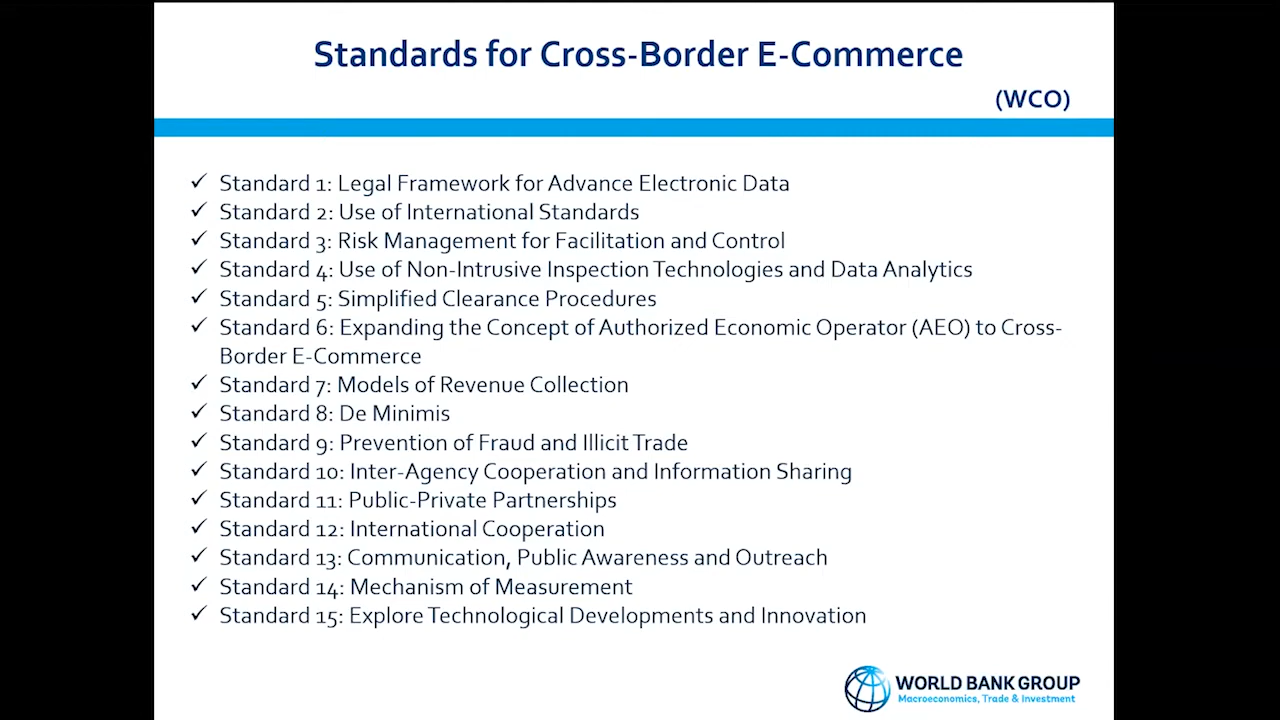 Standards for Cross-Border E-Commerce
(WCO)
✓ Standard 1: Legal Framework for Advance Electronic Data
✓ Standard 2: Use of International Standards
✓ Standard 3: Risk Management for Facilitation and Control
✓ Standard 4: Use of Non-Intrusive Inspection Technologies and Data Analytics
✓ Standard 5: Simplified Clearance Procedures
✓ Standard 6: Expanding the Concept of Authorized Economic Operator (AEO) to Cross-
Border E-Commerce
✓ Standard 7: Models of Revenue Collection
✓ Standard 8: De Minimis
✓ Standard 9: Prevention of Fraud and Illicit Trade
✓ Standard 10: Inter-Agency Cooperation and Information Sharing
✓ Standard 11: Public-Private Partnerships
✓ Standard 12: International Cooperation
✓ Standard 13: Communication, Public Awareness and Outreach
✓ Standard 14: Mechanism of Measurement
✓ Standard 15: Explore Technological Developments and Innovation
WORLD BANK GROUP
Macroeconomics, Trade & Investment